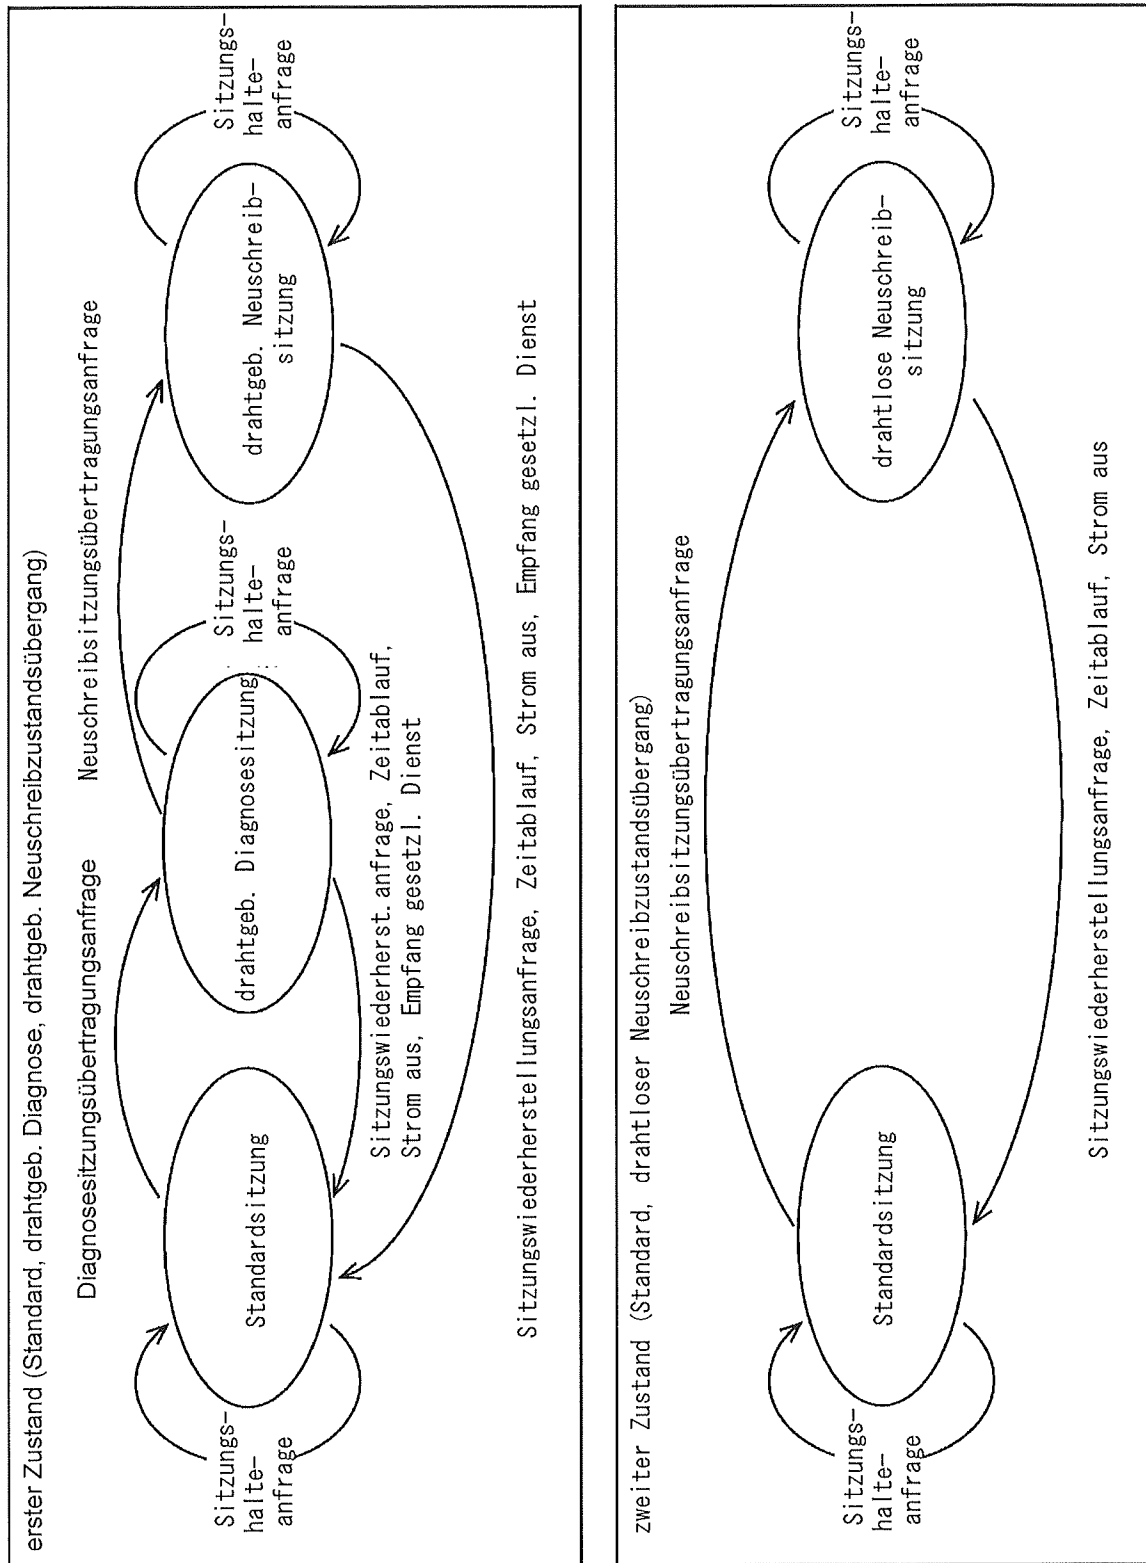 erster Zustand (Standard, drahtgeb. Diagnose, drahtgeb. Neuschreibzustandsübergang)
Diagnosesitzungsübertragungsanfrage
Neuschreibsitzungsübertragungsanfrage
Sitzungs-
halte-
anfrage
Standardsitzung
drahtgeb. Diagnosesitzung
Sitzungs-
halte-
anfrage
drahtgeb. Neuschreib-
sitzung
Sitzungs-
halte-
anfrage
Sitzungswiederherst.anfrage, Zeitablauf,
Strom aus, Empfang gesetzl. Dienst
Sitzungswiederherstellungsanfrage, Zeitablauf, Strom aus, Empfang gesetzl. Dienst
zweiter Zustand (Standard, drahtloser Neuschreibzustandsübergang)
Neuschreibsitzungsübertragungsanfrage
Sitzungs-
halte-
anfrage
Standardsitzung
drahtlose Neuschreib-
sitzung
Sitzungs-
halte-
anfrage
Sitzungswiederherstellungsanfrage, Zeitablauf, Strom aus